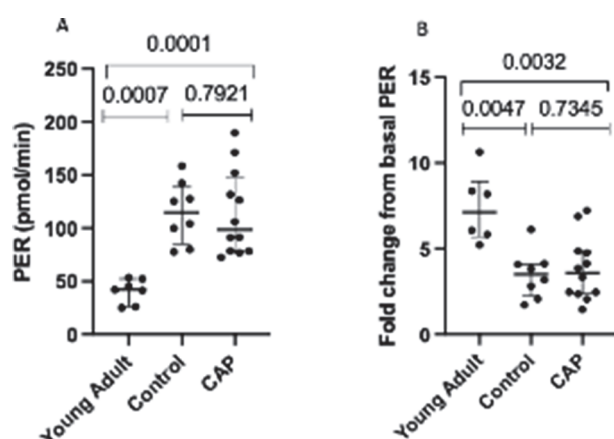 A
0.0001
0.0007
0.7921
PER (pmol/min)
250
200
150
100
50
0
Young Adult
Control
CAP
B
0.0032
0.0047
0.7345
Fold change from basal PER
15
10
5
0
Young Adult
Control
CAP